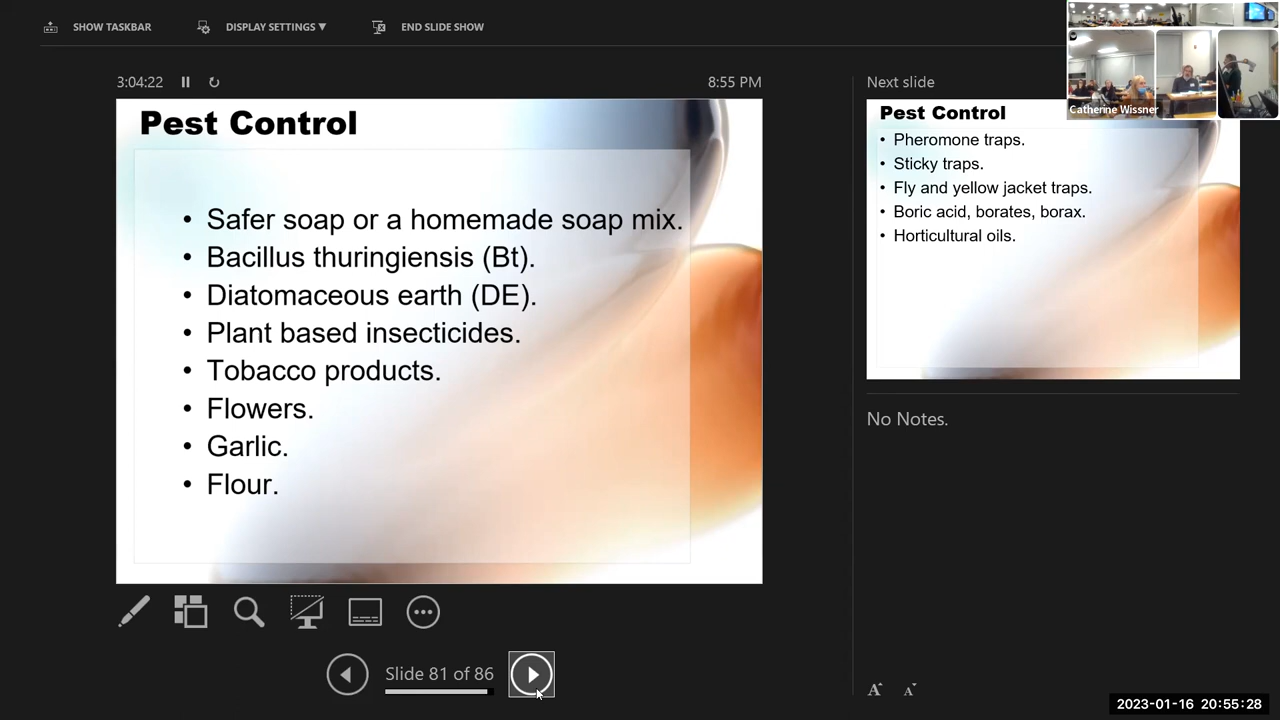 SHOW TASKBAR
DISPLAY SETTINGS ▼
END SLIDE SHOW
3:04:22
8:55 PM
Pest Control
• Safer soap or a homemade soap mix.
• Bacillus thuringiensis (Bt).
• Diatomaceous earth (DE).
• Plant based insecticides.
• Tobacco products.
• Flowers.
• Garlic.
• Flour.
Slide 81 of 86
Next slide
Catherine Wissner
Pest Control
• Pheromone traps.
• Sticky traps.
• Fly and yellow jacket traps.
• Boric acid, borates, borax.
• Horticultural oils.
No Notes.
A A
2023-01-16 20:55:28